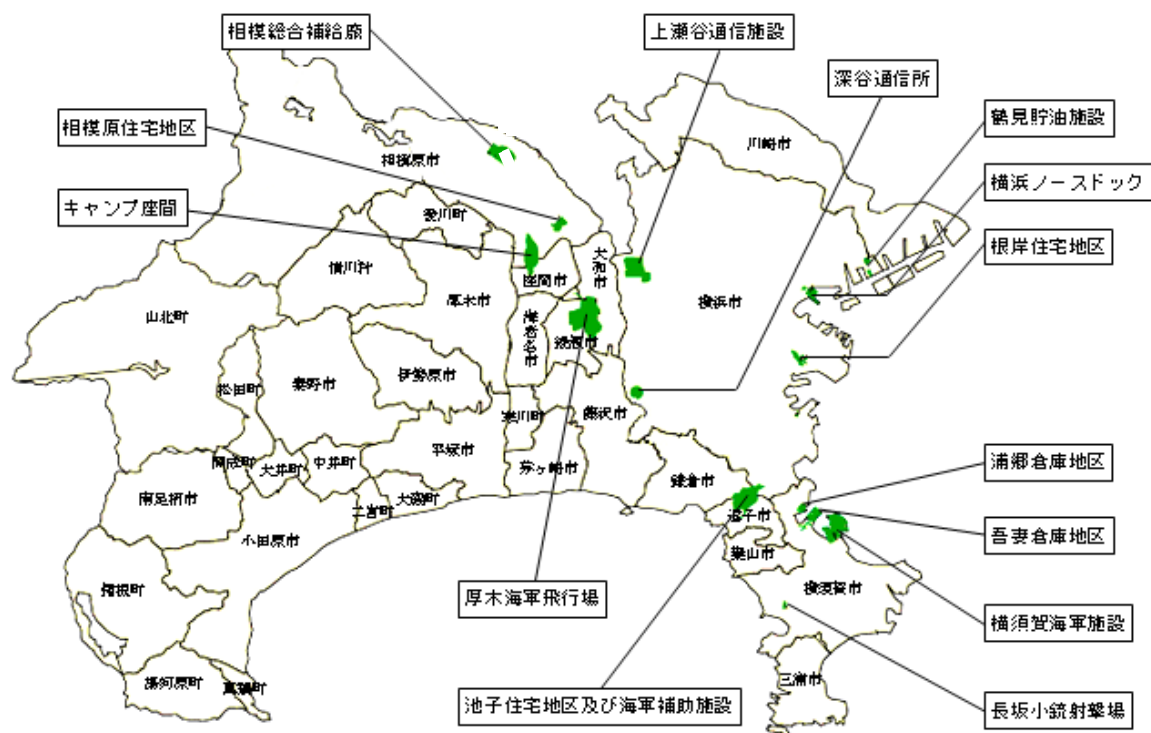 相模総合補給廠
上瀬谷通信施設
深谷通信所
相模原住宅地区
鶴見貯油施設
川崎市
相模原市
横浜ノースドック
キャンプ座間
愛川町
根岸住宅地区
大和市
座間市
清川村
厚木市
横浜市
山北町
海老名市
綾瀬市
伊勢原市
秦野市
松田町
藤沢市
寒川町
平塚市
開成町
大井町
中井町
茅ヶ崎市
鎌倉市
浦郷倉庫地区
南足柄市
大磯町
二宮町
逗子市
吾妻倉庫地区
小田原市
葉山市
箱根町
厚木海軍飛行場
横須賀市
横須賀海軍施設
湯河原町
真鶴町
三浦市
池子住宅地区及び海軍補助施設
長坂小銃射撃場